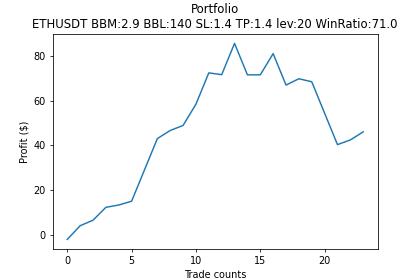 Portfolio
ETHUSDT BBM:2.9 BBL:140 SL:1.4 TP:1.4 lev:20 WinRatio:71.0
80
60
40
20
0
Profit ($)
0 5 10 15 20
Trade counts